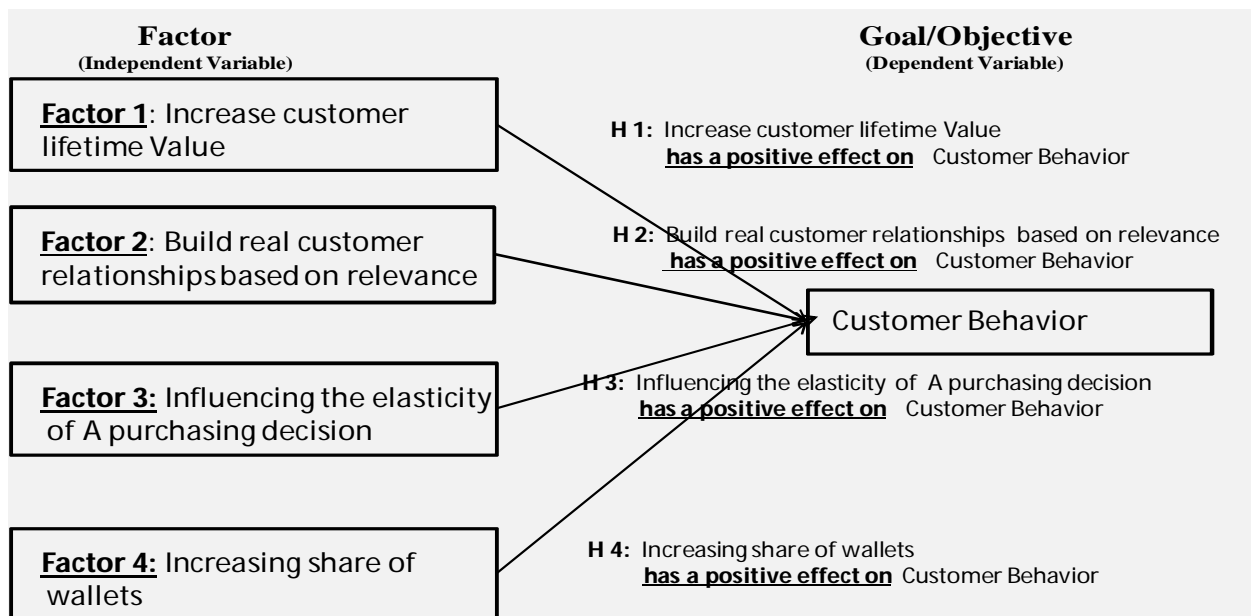 Factor
(Independent Variable)
Goal/Objective
(Dependent Variable)
Factor 1: Increase customer
lifetime Value
H 1: Increase customer lifetime Value
has a positive effect on Customer Behavior
Factor 2: Build real customer
relationships based on relevance
H 2: Build real customer relationships based on relevance
has a positive effect on Customer Behavior
Customer Behavior
Factor 3: Influencing the elasticity
of A purchasing decision
H 3: Influencing the elasticity of A purchasing decision
has a positive effect on Customer Behavior
Factor 4: Increasing share of
wallets
H 4: Increasing share of wallets
has a positive effect on Customer Behavior